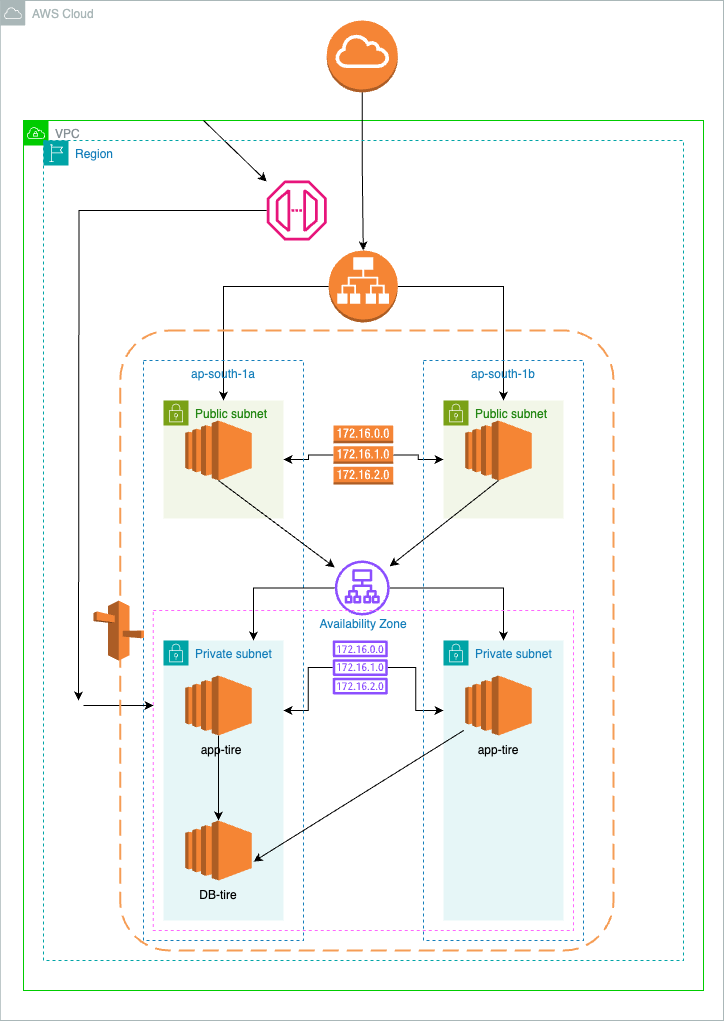 AWS Cloud
VPC
Region
ap-south-1a
ap-south-1b
Public subnet
Public subnet
172.16.0.0
172.16.1.0
172.16.2.0
Availability Zone
Private subnet
172.16.0.0
172.16.1.0
172.16.2.0
Private subnet
app-tire
app-tire
DB-tire